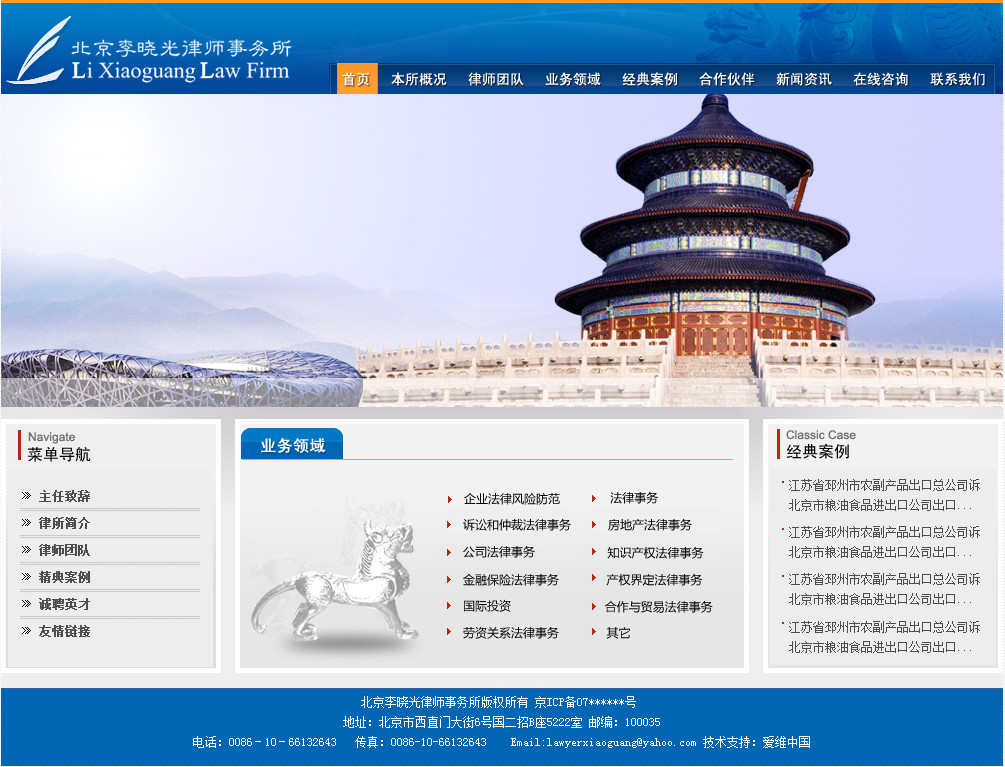 北京李晓光律师事务所
Li Xiaoguang Law Firm
首页 本所概况 律师团队 业务领域 经典案例 合作伙伴 新闻资讯 在线咨询 联系我们
Navigate
菜单导航
主任致辞
律所简介
律师团队
精典案例
诚聘英才
友情链接
业务领域
企业法律风险防范 法律事务
诉讼和仲裁法律事务 房地产法律事务
公司法律事务 知识产权法律事务
金融保险法律事务 产权界定法律事务
国际投资 合作与贸易法律事务
劳资关系法律事务 其它
Classic Case
经典案例
江苏省邳州市农副产品出口总公司诉
北京市粮油食品进出口公司出口...
江苏省邳州市农副产品出口总公司诉
北京市粮油食品进出口公司出口...
江苏省邳州市农副产品出口总公司诉
北京市粮油食品进出口公司出口...
江苏省邳州市农副产品出口总公司诉
北京市粮油食品进出口公司出口...
北京李晓光律师事务所版权所有 京ICP备07******号
地址：北京市西直门大街6号国二招B座5222室 邮编：100035
电话：0086－10－66132643 传真：0086-10-66132643 Email:lawyerxiaoguang@yahoo.com 技术支持：爱维中国